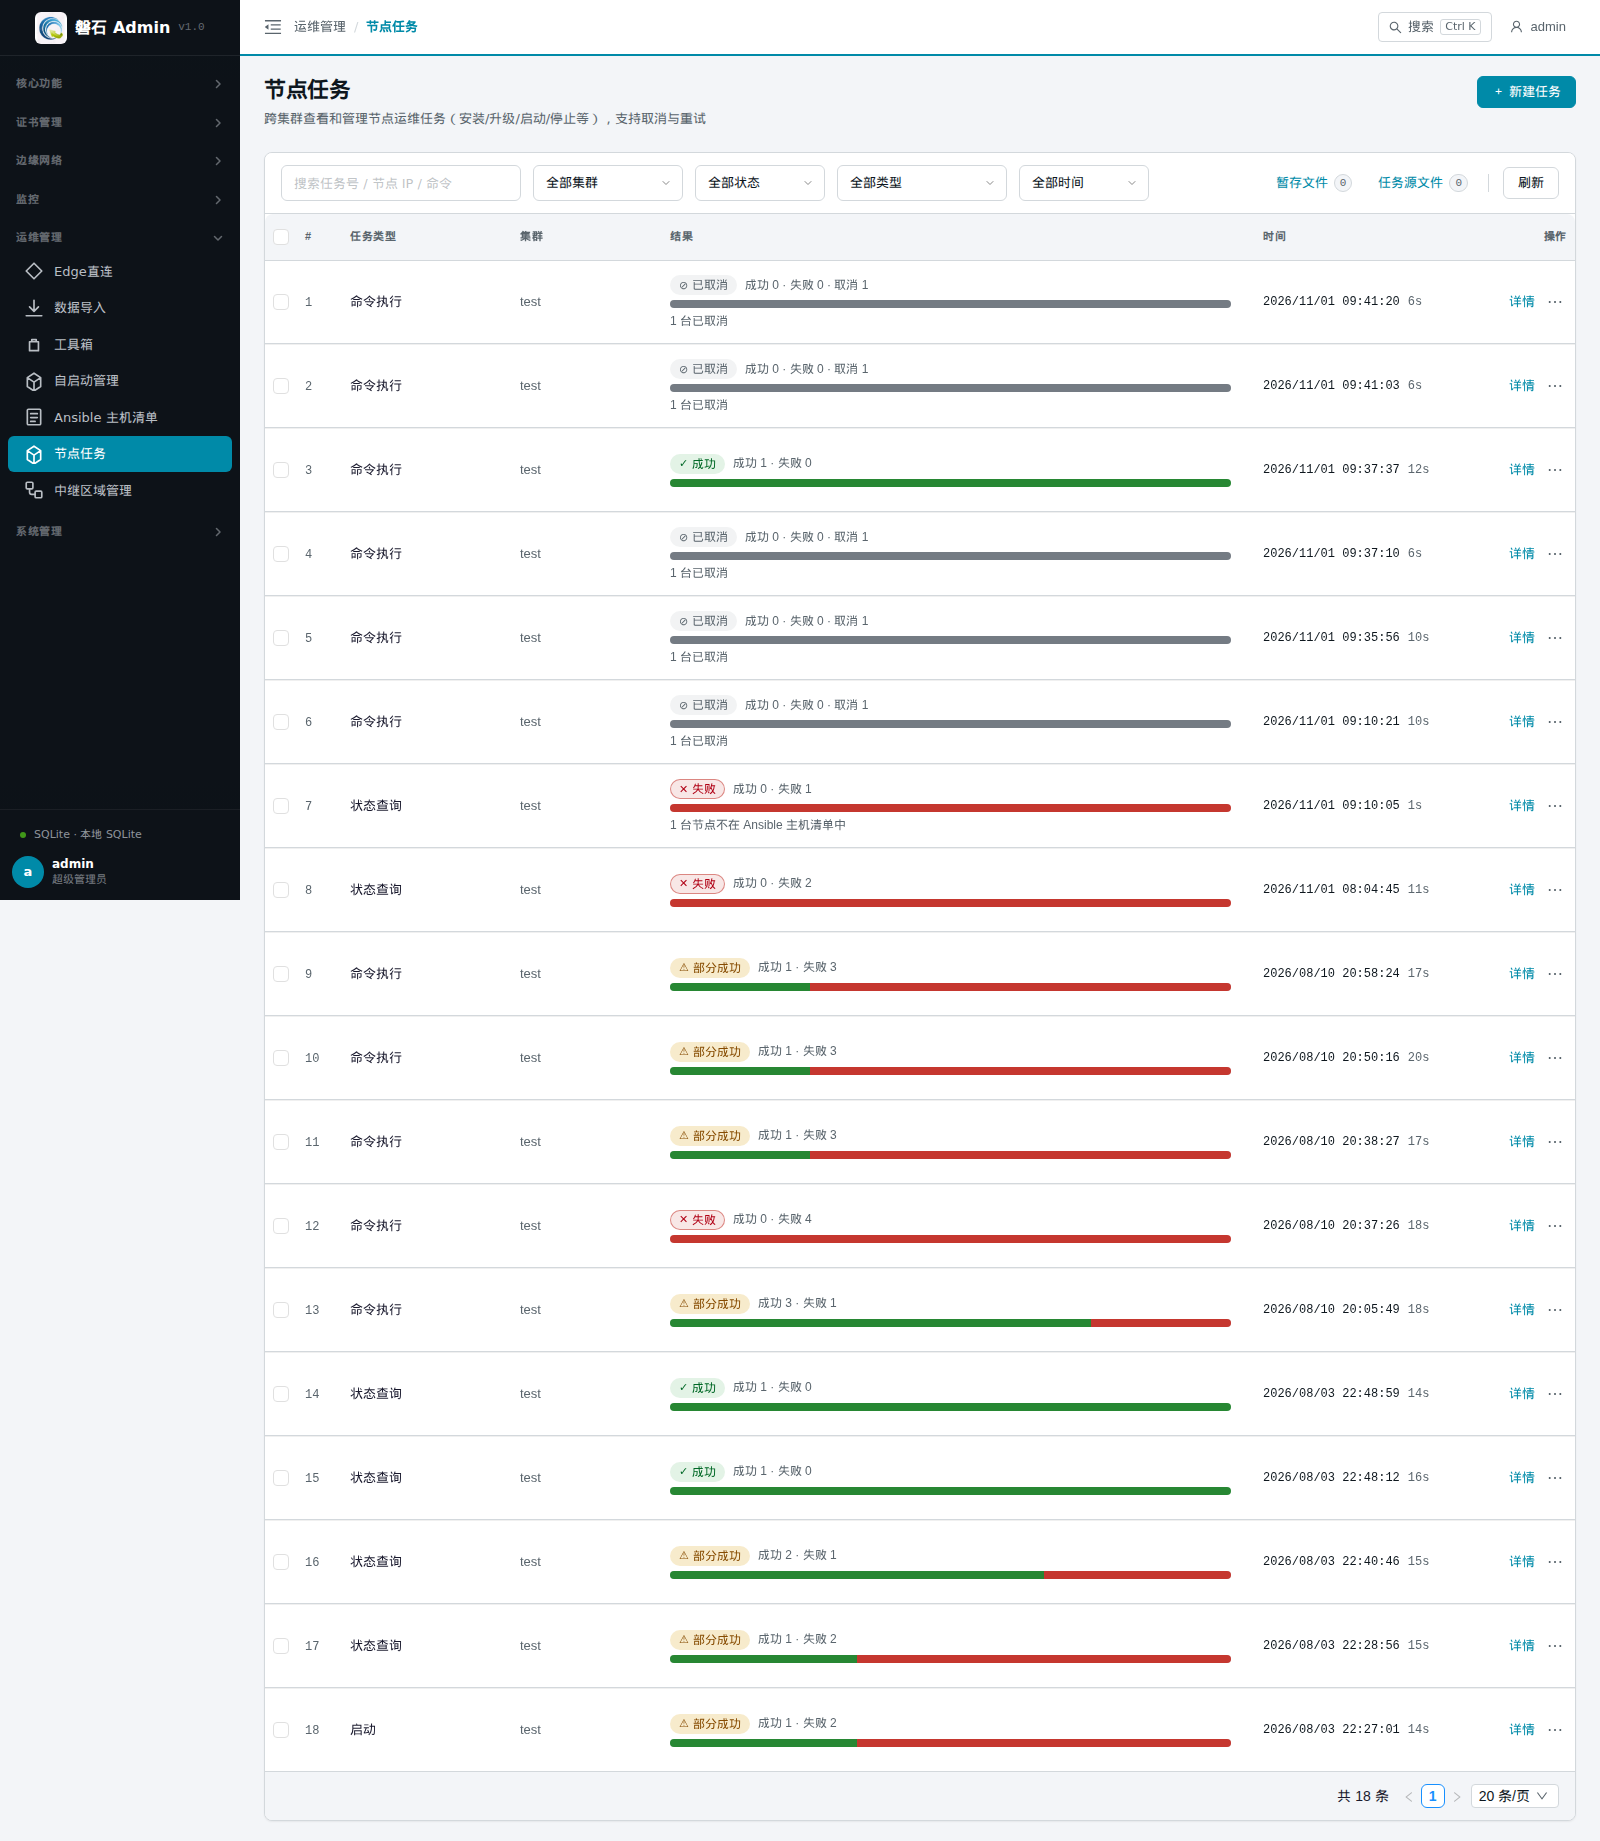 磐石 Admin v1.0
核心功能
证书管理
边缘网络
监控
运维管理
Edge直连
数据导入
工具箱
自启动管理
Ansible 主机清单
节点任务
中继区域管理
系统管理
SQLite · 本地 SQLite
a
admin
超级管理员
运维管理 / 节点任务
搜索 Ctrl K
admin
节点任务
+ 新建任务
跨集群查看和管理节点运维任务（安装/升级/启动/停止等），支持取消与重试
搜索任务号 / 节点 IP / 命令 全部集群 全部状态 全部类型 全部时间 暂存文件 0 任务源文件 0 刷新
# 任务类型 集群 结果 时间 操作
1 命令执行 test ⊘ 已取消 成功 0 · 失败 0 · 取消 1 2026/11/01 09:41:20 6s 详情 ···
1 台已取消
2 命令执行 test ⊘ 已取消 成功 0 · 失败 0 · 取消 1 2026/11/01 09:41:03 6s 详情 ···
1 台已取消
3 命令执行 test ✓ 成功 成功 1 · 失败 0 2026/11/01 09:37:37 12s 详情 ···
4 命令执行 test ⊘ 已取消 成功 0 · 失败 0 · 取消 1 2026/11/01 09:37:10 6s 详情 ···
1 台已取消
5 命令执行 test ⊘ 已取消 成功 0 · 失败 0 · 取消 1 2026/11/01 09:35:56 10s 详情 ···
1 台已取消
6 命令执行 test ⊘ 已取消 成功 0 · 失败 0 · 取消 1 2026/11/01 09:10:21 10s 详情 ···
1 台已取消
7 状态查询 test ✕ 失败 成功 0 · 失败 1 2026/11/01 09:10:05 1s 详情 ···
1 台节点不在 Ansible 主机清单中
8 状态查询 test ✕ 失败 成功 0 · 失败 2 2026/11/01 08:04:45 11s 详情 ···
9 命令执行 test ⚠ 部分成功 成功 1 · 失败 3 2026/08/10 20:58:24 17s 详情 ···
10 命令执行 test ⚠ 部分成功 成功 1 · 失败 3 2026/08/10 20:50:16 20s 详情 ···
11 命令执行 test ⚠ 部分成功 成功 1 · 失败 3 2026/08/10 20:38:27 17s 详情 ···
12 命令执行 test ✕ 失败 成功 0 · 失败 4 2026/08/10 20:37:26 18s 详情 ···
13 命令执行 test ⚠ 部分成功 成功 3 · 失败 1 2026/08/10 20:05:49 18s 详情 ···
14 状态查询 test ✓ 成功 成功 1 · 失败 0 2026/08/03 22:48:59 14s 详情 ···
15 状态查询 test ✓ 成功 成功 1 · 失败 0 2026/08/03 22:48:12 16s 详情 ···
16 状态查询 test ⚠ 部分成功 成功 2 · 失败 1 2026/08/03 22:40:46 15s 详情 ···
17 状态查询 test ⚠ 部分成功 成功 1 · 失败 2 2026/08/03 22:28:56 15s 详情 ···
18 启动 test ⚠ 部分成功 成功 1 · 失败 2 2026/08/03 22:27:01 14s 详情 ···
共 18 条 < 1 > 20 条/页